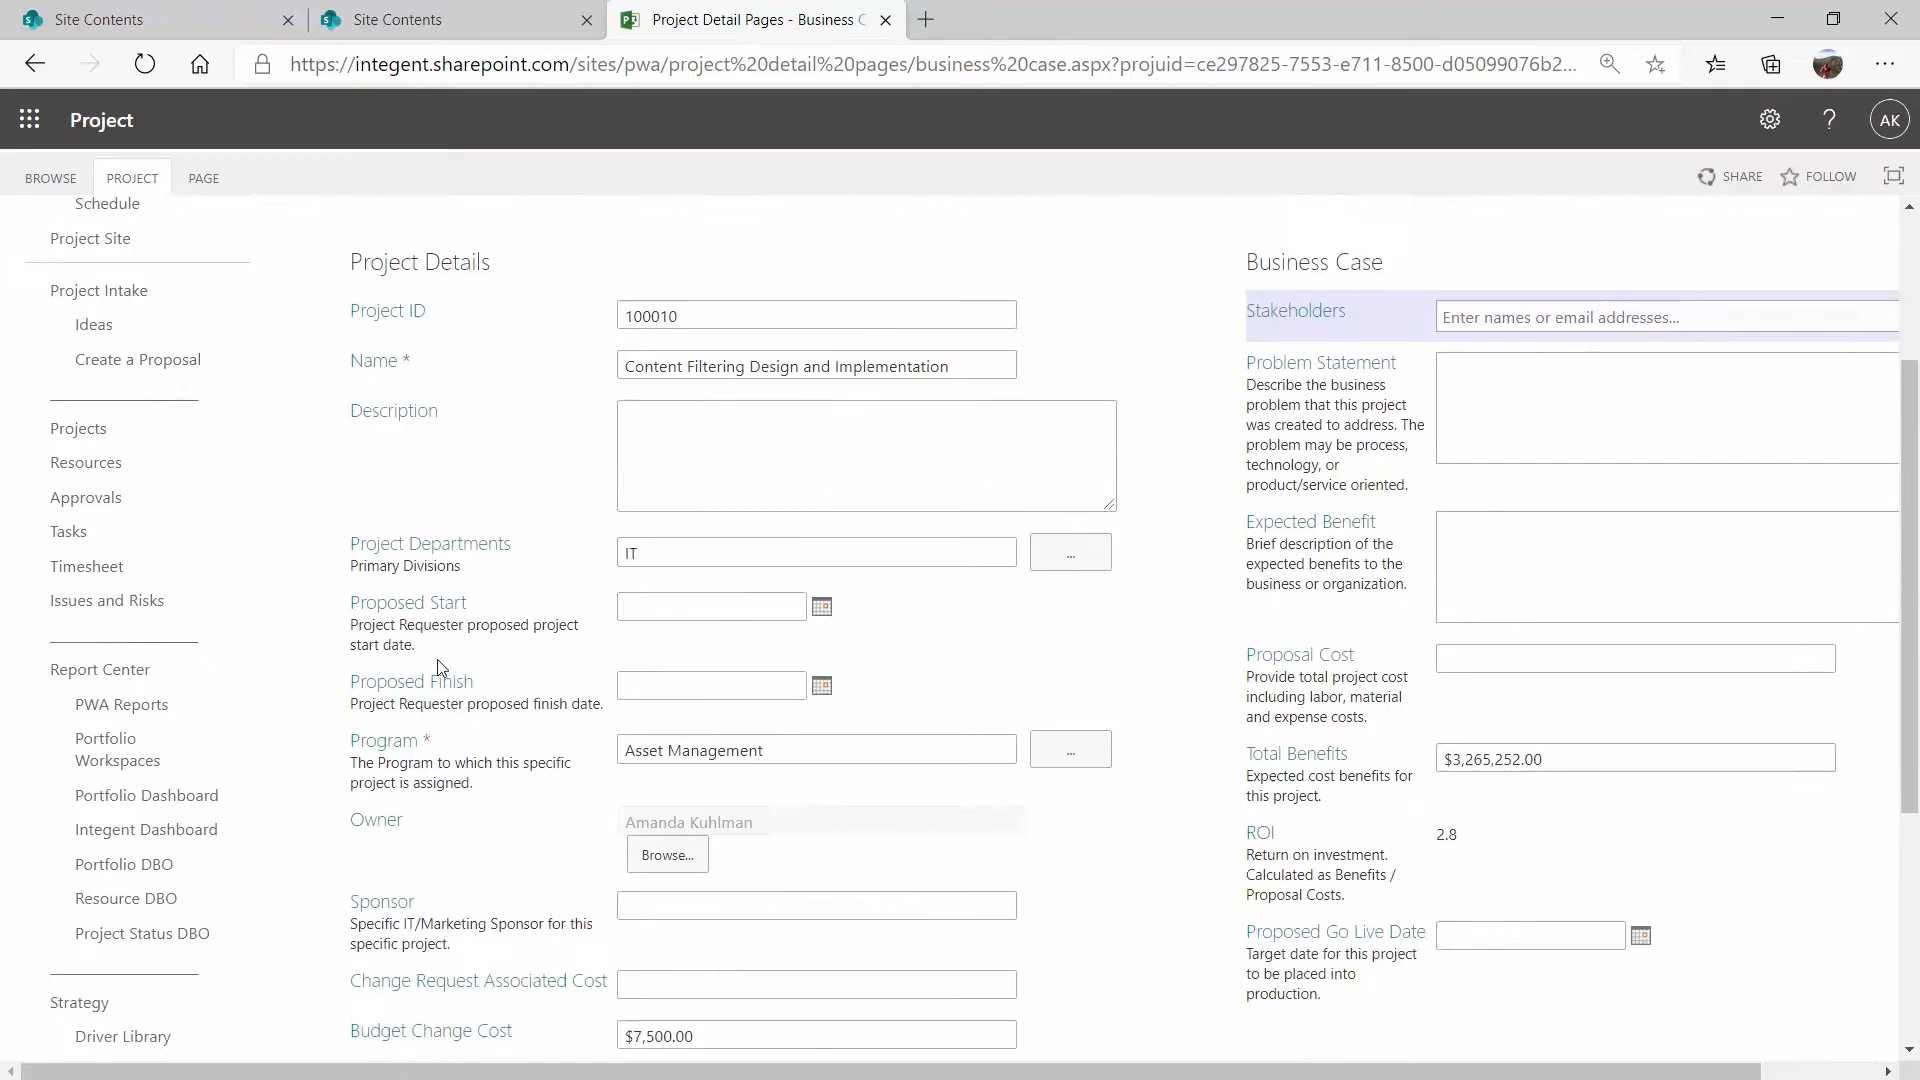 Site Contents
Site Contents
Project Detail Pages - Business C
https://integent.sharepoint.com/sites/pwa/project%20detail%20pages/business%20case.aspx?projuid=ce297825-7553-e711-8500-d05099076b2...
Project
?
AK
BROWSE
PROJECT
PAGE
SHARE
FOLLOW
Schedule
Project Site
Project Intake
Ideas
Create a Proposal
Projects
Resources
Approvals
Tasks
Timesheet
Issues and Risks
Report Center
PWA Reports
Portfolio
Workspaces
Portfolio Dashboard
Integent Dashboard
Portfolio DBO
Resource DBO
Project Status DBO
Strategy
Driver Library
Project Details
Project ID
100010
Name *
Content Filtering Design and Implementation
Description
Project Departments
Primary Divisions
IT
...
Proposed Start
Project Requester proposed project
start date.
Proposed Finish
Project Requester proposed finish date.
Program *
The Program to which this specific
project is assigned.
Asset Management
...
Owner
Amanda Kuhlman
Browse...
Sponsor
Specific IT/Marketing Sponsor for this
specific project.
Change Request Associated Cost
Budget Change Cost
$7,500.00
Business Case
Stakeholders
Enter names or email addresses...
Problem Statement
Describe the business
problem that this project
was created to address. The
problem may be process,
technology, or
product/service oriented.
Expected Benefit
Brief description of the
expected benefits to the
business or organization.
Proposal Cost
Provide total project cost
including labor, material
and expense costs.
Total Benefits
Expected cost benefits for
this project.
$3,265,252.00
ROI
Return on investment.
Calculated as Benefits /
Proposal Costs.
2.8
Proposed Go Live Date
Target date for this project
to be placed into
production.